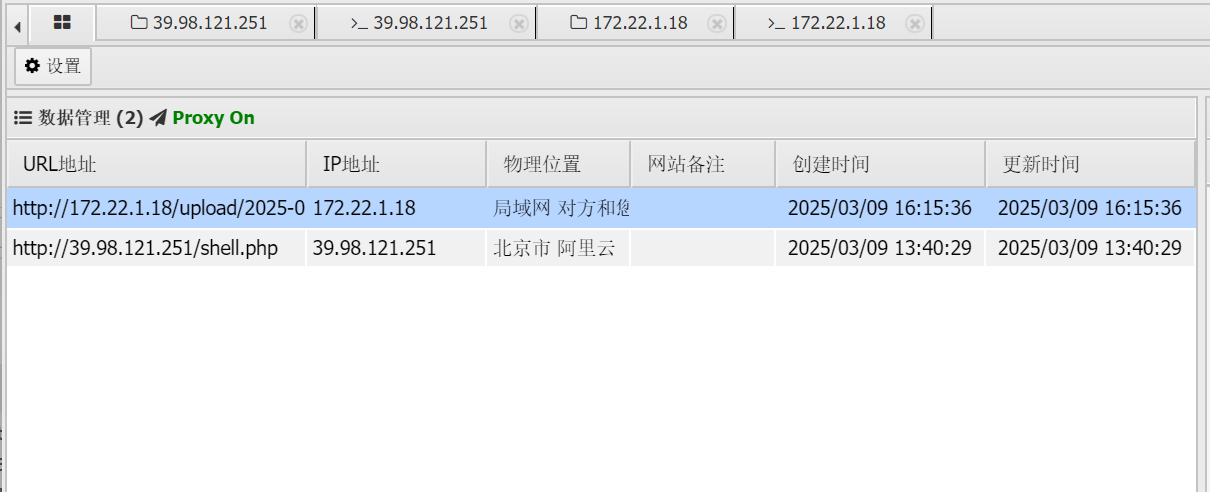 39.98.121.251 >_ 39.98.121.251 172.22.1.18 >_ 172.22.1.18
设置
数据管理 (2) Proxy On
URL地址 IP地址 物理位置 网站备注 创建时间 更新时间
http://172.22.1.18/upload/2025-0 172.22.1.18 局域网 对方和您 2025/03/09 16:15:36 2025/03/09 16:15:36
http://39.98.121.251/shell.php 39.98.121.251 北京市 阿里云 2025/03/09 13:40:29 2025/03/09 13:40:29